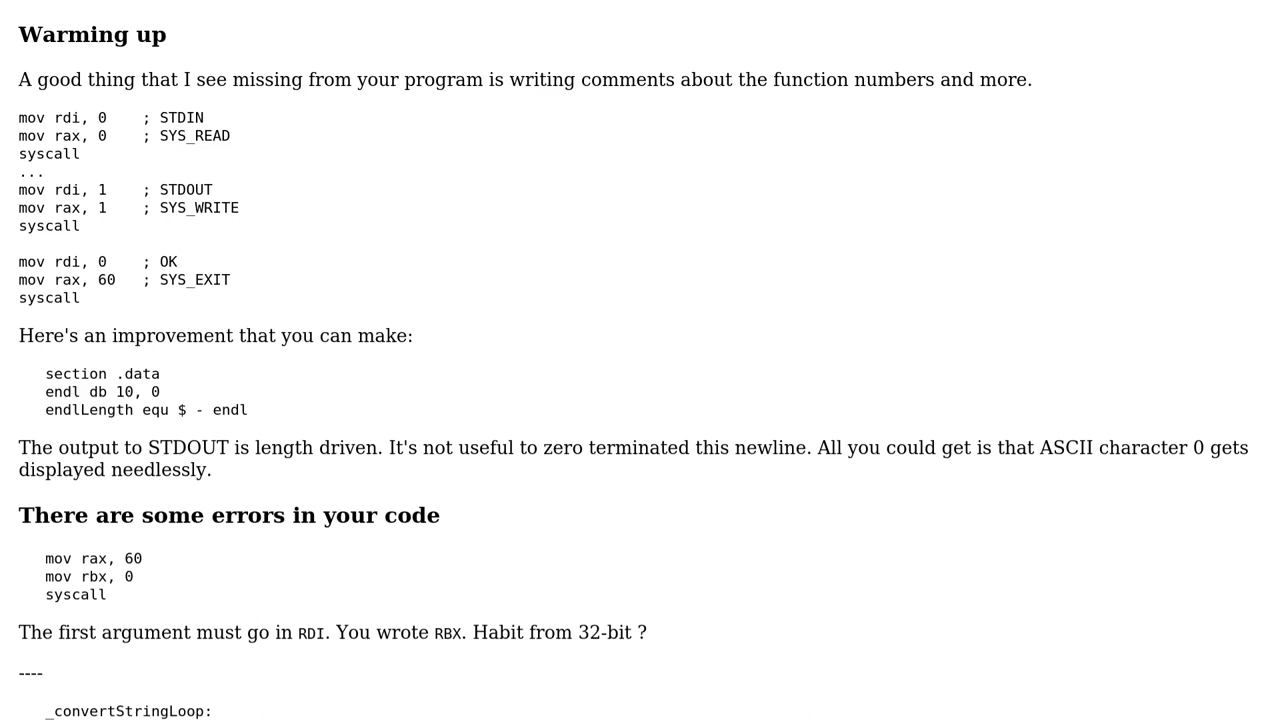 Warming up
A good thing that I see missing from your program is writing comments about the function numbers and more.
mov rdi, 0    ; STDIN
mov rax, 0    ; SYS_READ
syscall
...
mov rdi, 1    ; STDOUT
mov rax, 1    ; SYS_WRITE
syscall
mov rdi, 0    ; OK
mov rax, 60   ; SYS_EXIT
syscall
Here's an improvement that you can make:
section .data
endl db 10, 0
endlLength equ $ - endl
The output to STDOUT is length driven. It's not useful to zero terminated this newline. All you could get is that ASCII character 0 gets
displayed needlessly.
There are some errors in your code
mov rax, 60
mov rbx, 0
syscall
The first argument must go in RDI. You wrote RBX. Habit from 32-bit ?
----
_convertStringLoop: